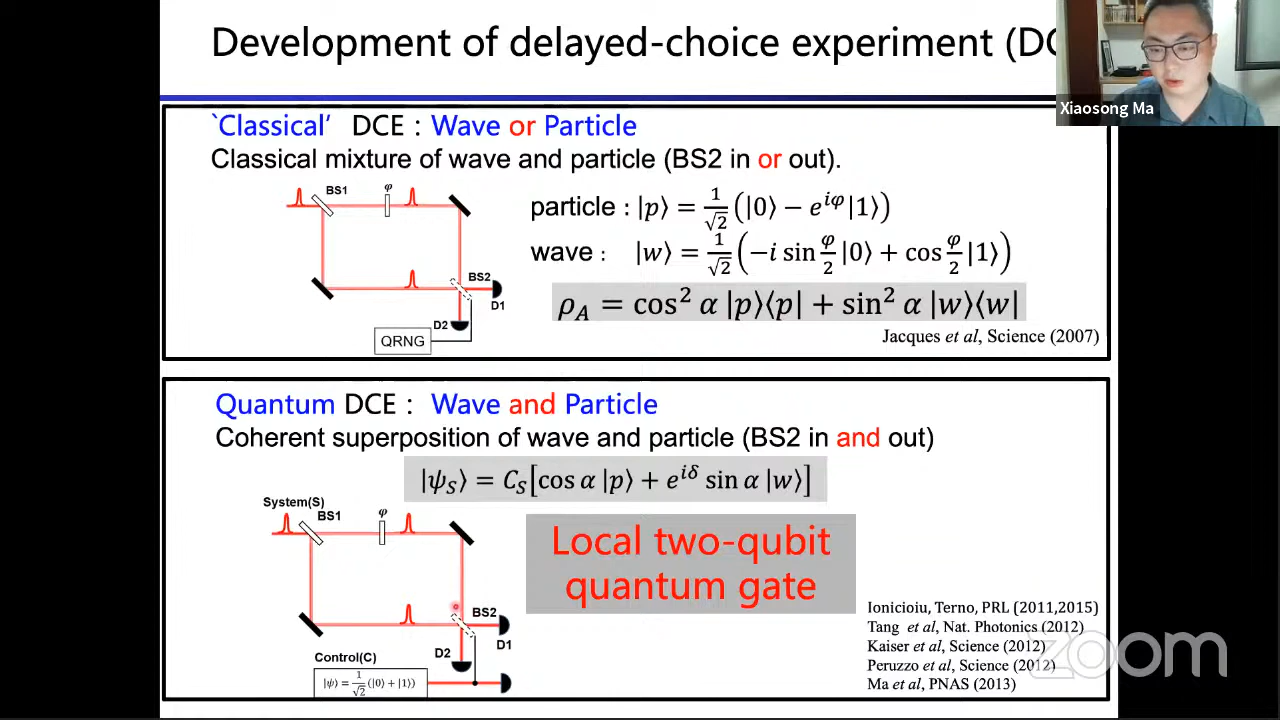 Development of delayed-choice experiment (DC
Xiaosong Ma
`Classical' DCE : Wave or Particle
Classical mixture of wave and particle (BS2 in or out).
BS1
φ
BS2
D1
D2
QRNG
particle : |p⟩ = 1/√2 (|0⟩ − e^{iφ}|1⟩)
wave : |w⟩ = 1/√2 (−i sin φ/2 |0⟩ + cos φ/2 |1⟩)
ρ_A = cos² α |p⟩⟨p| + sin² α |w⟩⟨w|
Jacques et al, Science (2007)
Quantum DCE : Wave and Particle
Coherent superposition of wave and particle (BS2 in and out)
|ψ_S⟩ = C_S[cos α |p⟩ + e^{iδ} sin α |w⟩]
System(S)
BS1
φ
BS2
D1
D2
Control(C)
|ψ⟩ = 1/√2 (|0⟩ + |1⟩)
Local two-qubit
quantum gate
Ionicioiu, Terno, PRL (2011,2015)
Tang et al, Nat. Photonics (2012)
Kaiser et al, Science (2012)
Peruzzo et al, Science (2012)
Ma et al, PNAS (2013)
zoom